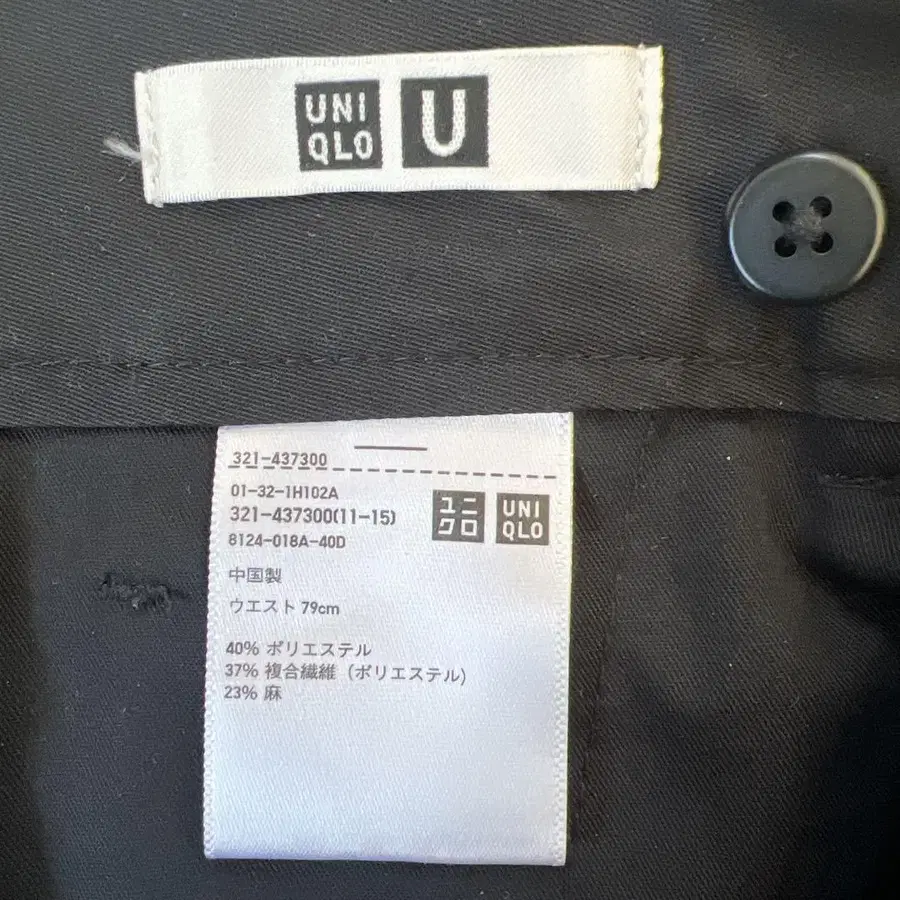 UNI
QLO
U
321-437300
01-32-1H102A
321-437300(11-15)
8124-018A-40D
ユニ
クロ
UNI
QLO
中国製
ウエスト 79cm
40% ポリエステル
37% 複合繊維 (ポリエステル)
23% 麻